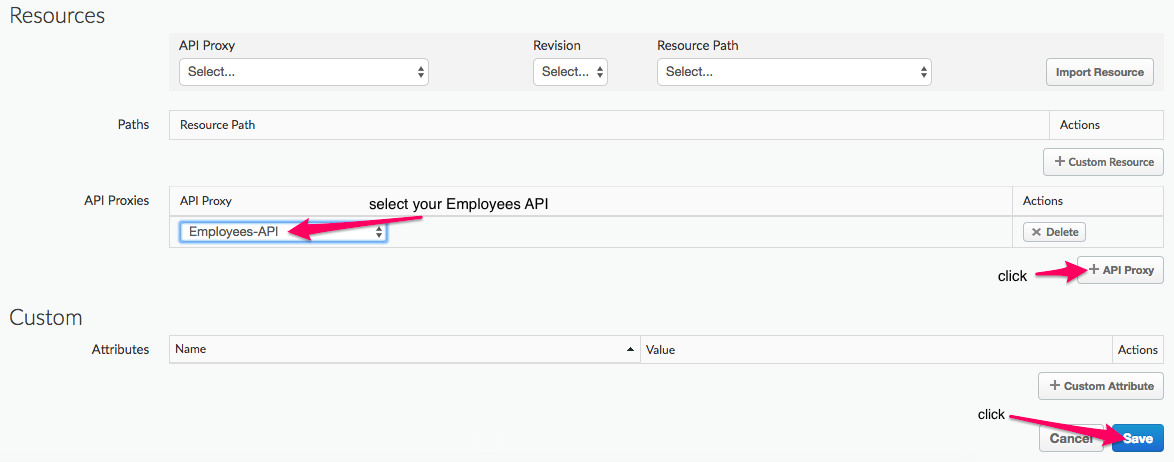 Resources
API Proxy Revision Resource Path
Select... Select... Select... Import Resource
Paths Resource Path Actions
+ Custom Resource
API Proxies API Proxy select your Employees API Actions
Employees-API × Delete
click + API Proxy
Custom
Attributes Name Value Actions
+ Custom Attribute
click
Cancel Save